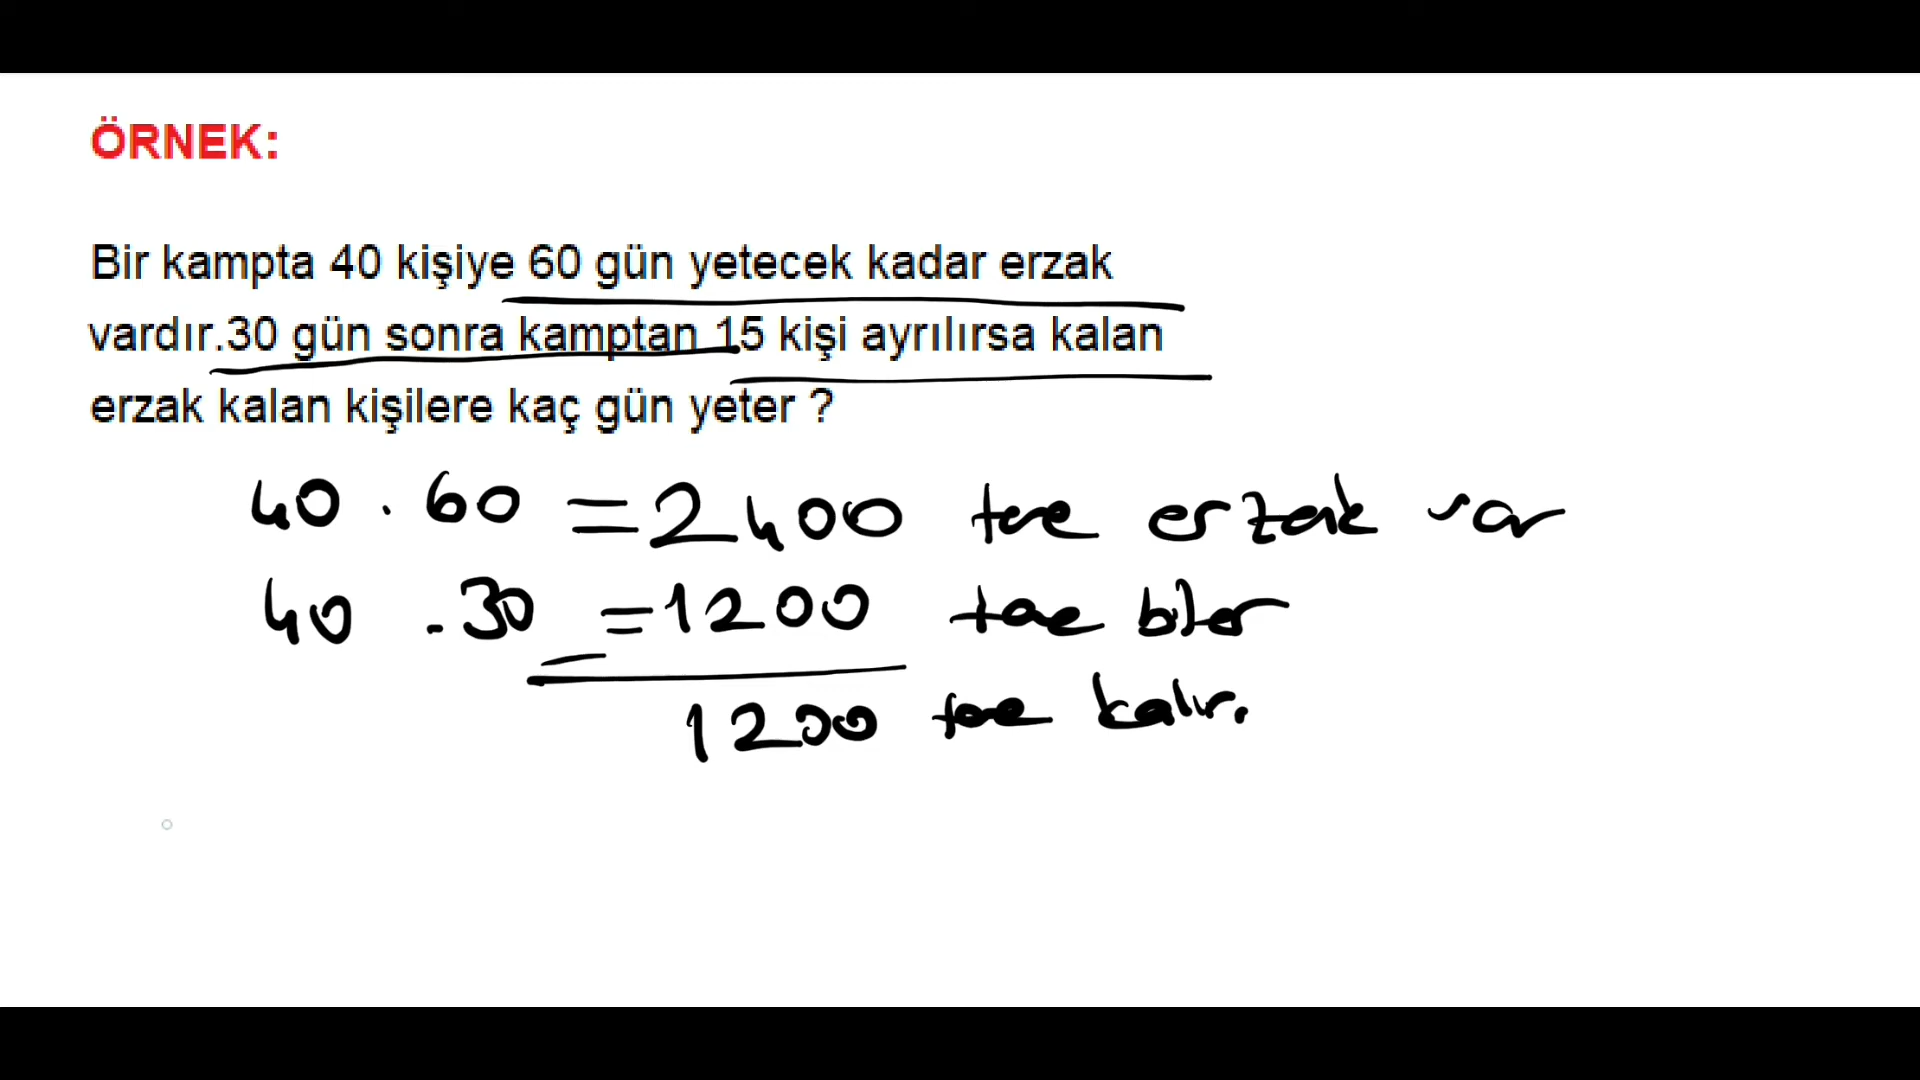 ÖRNEK:
Bir kampta 40 kişiye 60 gün yetecek kadar erzak
vardır.30 gün sonra kamptan 15 kişi ayrılırsa kalan
erzak kalan kişilere kaç gün yeter ?
40 . 60 = 2400 tane erzak var
40 . 30 = 1200 tane biter
1200 tane kalır.